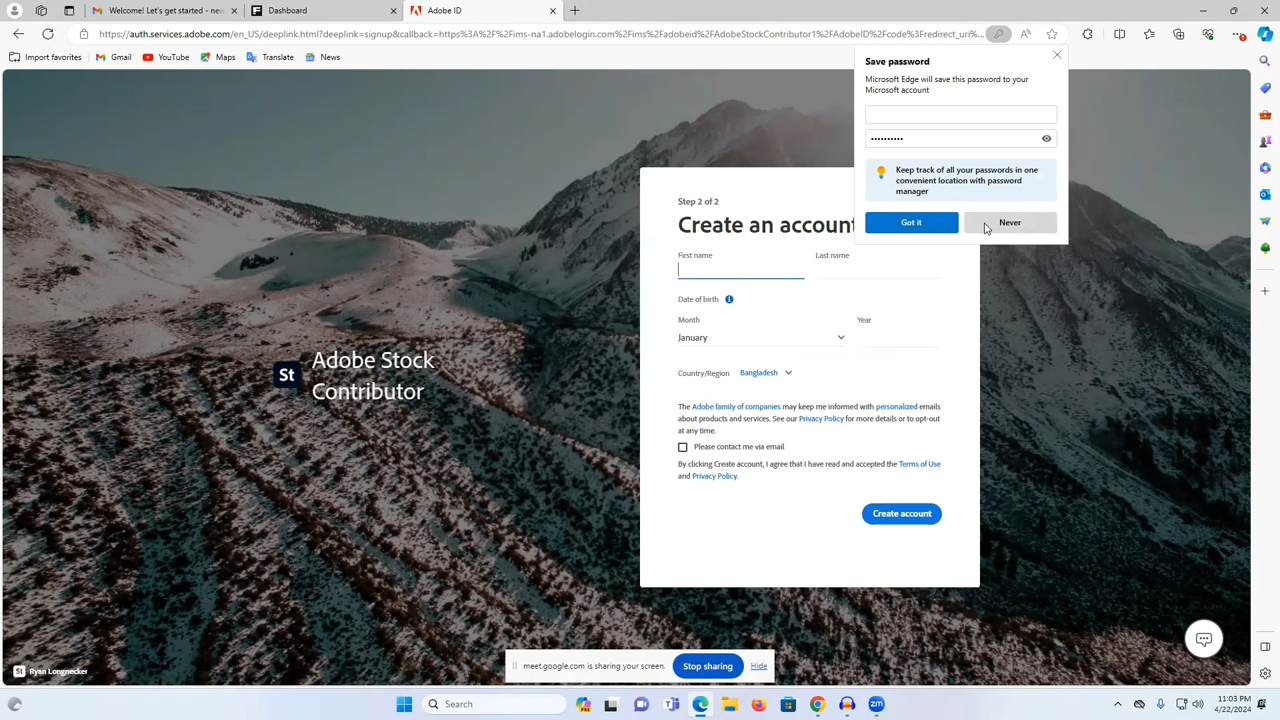 Welcome! Let's get started - new
Dashboard
Adobe ID
https://auth.services.adobe.com/en_US/deeplink.html?deeplink=signup&callback=https%3A%2F%2Fims-na1.adobelogin.com%2Fims%2Fadobeid%2FAdobeStockContributor1%2FAdobeID%2Fcode%3Fredirect_uri%...
Import favorites
Gmail
YouTube
Maps
Translate
News
Save password
Microsoft Edge will save this password to your
Microsoft account
••••••••••
Keep track of all your passwords in one
convenient location with password
manager
Got it
Never
Step 2 of 2
Create an account
First name
Last name
Date of birth
Month
Year
January
Country/Region
Bangladesh
The Adobe family of companies may keep me informed with personalized emails
about products and services. See our Privacy Policy for more details or to opt-out
at any time.
Please contact me via email
By clicking Create account, I agree that I have read and accepted the Terms of Use
and Privacy Policy.
Create account
St
Adobe Stock
Contributor
St Ryan Longnecker
meet.google.com is sharing your screen.
Stop sharing
Hide
Search
zm
11:03 PM
4/22/2024